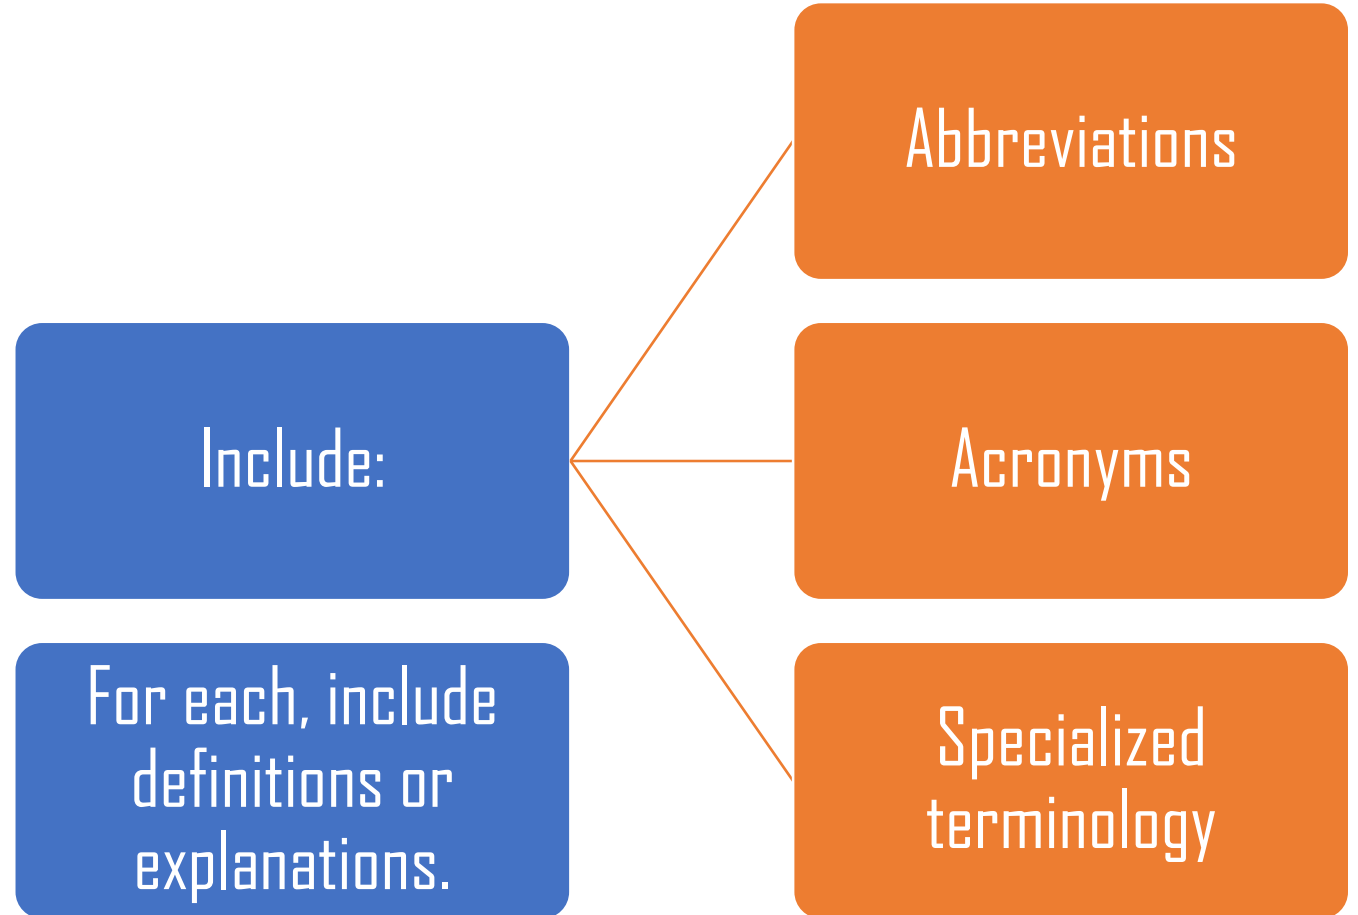 Include:
Abbreviations
Acronyms
Specialized
terminology
For each, include
definitions or
explanations.